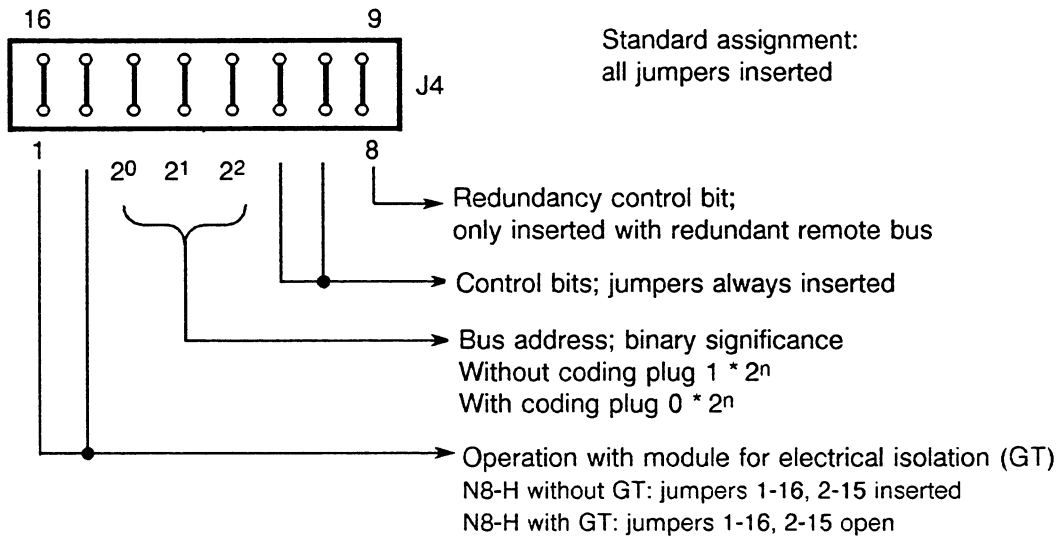 16 9
Standard assignment:
all jumpers inserted
J4
1 8
2⁰ 2¹ 2²
Redundancy control bit;
only inserted with redundant remote bus
Control bits; jumpers always inserted
Bus address; binary significance
Without coding plug 1 * 2ⁿ
With coding plug 0 * 2ⁿ
Operation with module for electrical isolation (GT)
N8-H without GT: jumpers 1-16, 2-15 inserted
N8-H with GT: jumpers 1-16, 2-15 open